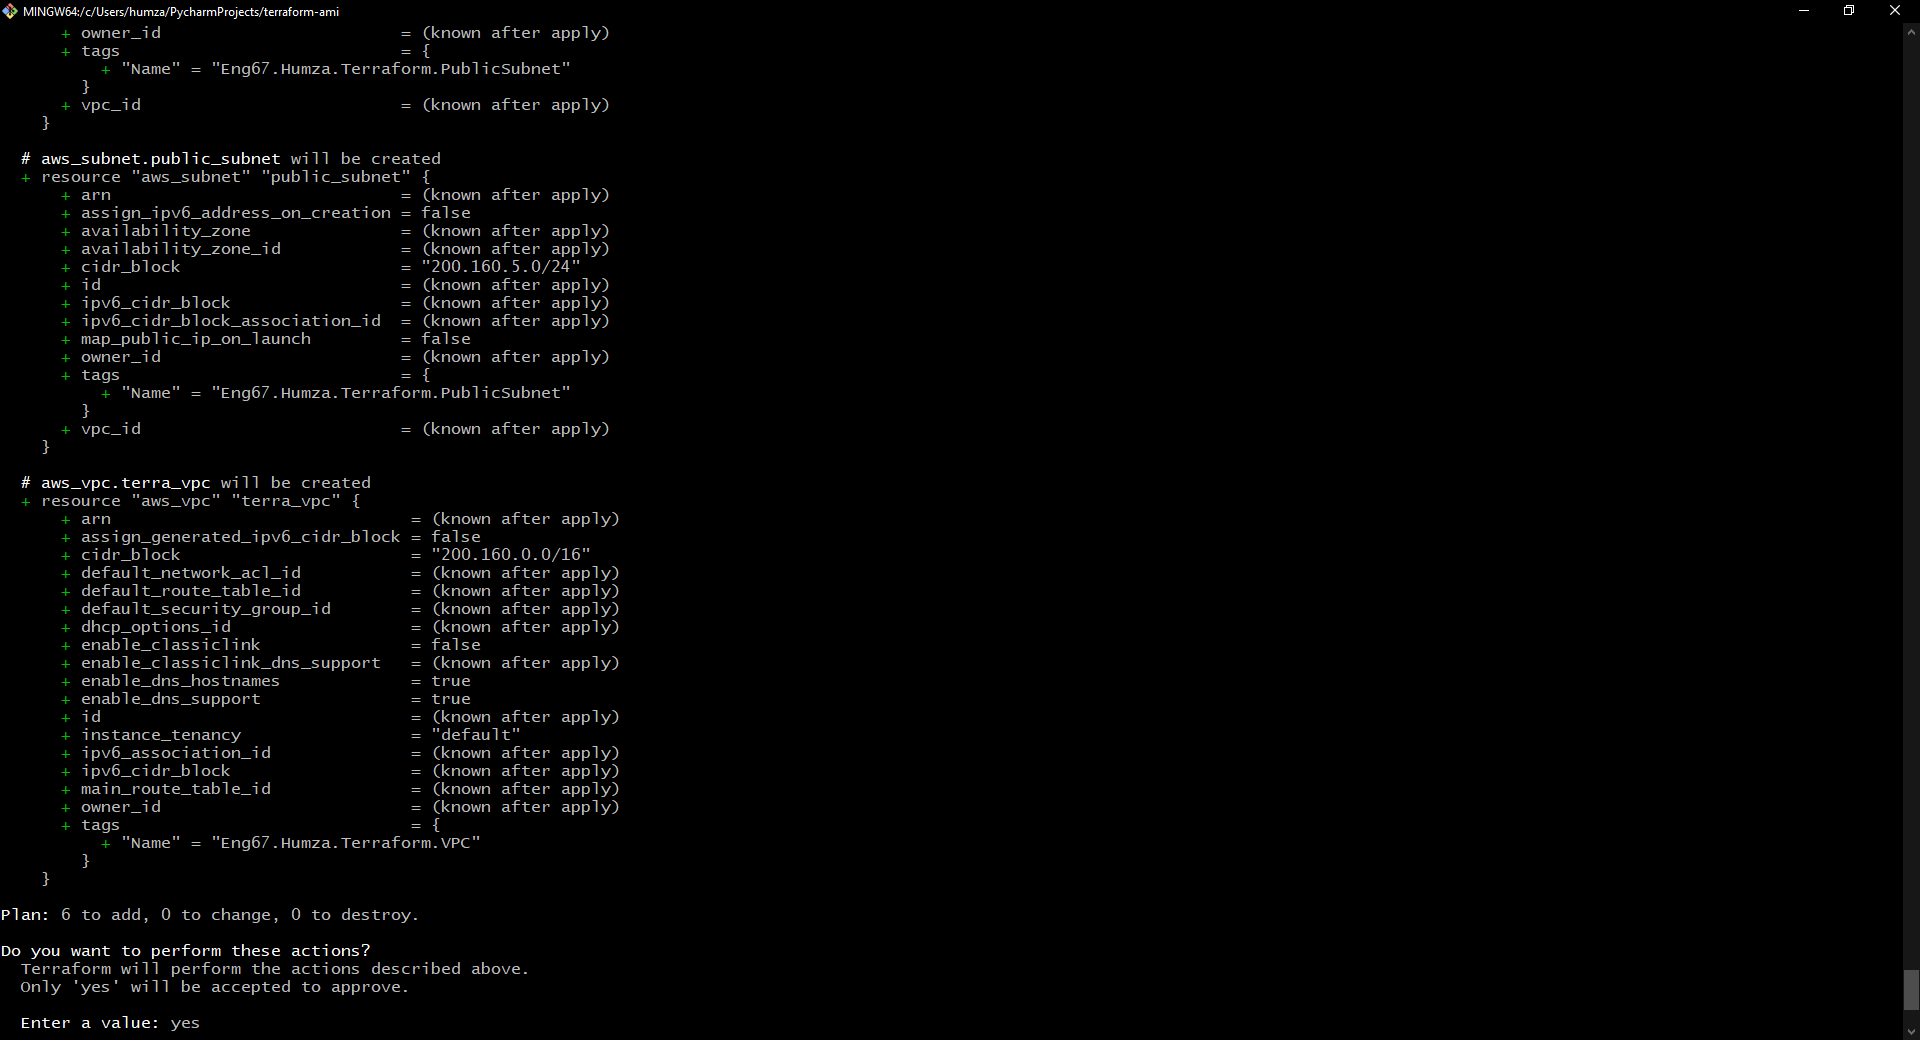 MINGW64:/c/Users/humza/PycharmProjects/terraform-ami
+ owner_id = (known after apply)
+ tags = {
+ "Name" = "Eng67.Humza.Terraform.PublicSubnet"
}
+ vpc_id = (known after apply)
}
# aws_subnet.public_subnet will be created
+ resource "aws_subnet" "public_subnet" {
+ arn = (known after apply)
+ assign_ipv6_address_on_creation = false
+ availability_zone = (known after apply)
+ availability_zone_id = (known after apply)
+ cidr_block = "200.160.5.0/24"
+ id = (known after apply)
+ ipv6_cidr_block = (known after apply)
+ ipv6_cidr_block_association_id = (known after apply)
+ map_public_ip_on_launch = false
+ owner_id = (known after apply)
+ tags = {
+ "Name" = "Eng67.Humza.Terraform.PublicSubnet"
}
+ vpc_id = (known after apply)
}
# aws_vpc.terra_vpc will be created
+ resource "aws_vpc" "terra_vpc" {
+ arn = (known after apply)
+ assign_generated_ipv6_cidr_block = false
+ cidr_block = "200.160.0.0/16"
+ default_network_acl_id = (known after apply)
+ default_route_table_id = (known after apply)
+ default_security_group_id = (known after apply)
+ dhcp_options_id = (known after apply)
+ enable_classiclink = false
+ enable_classiclink_dns_support = (known after apply)
+ enable_dns_hostnames = true
+ enable_dns_support = true
+ id = (known after apply)
+ instance_tenancy = "default"
+ ipv6_association_id = (known after apply)
+ ipv6_cidr_block = (known after apply)
+ main_route_table_id = (known after apply)
+ owner_id = (known after apply)
+ tags = {
+ "Name" = "Eng67.Humza.Terraform.VPC"
}
}
Plan: 6 to add, 0 to change, 0 to destroy.
Do you want to perform these actions?
Terraform will perform the actions described above.
Only 'yes' will be accepted to approve.
Enter a value: yes